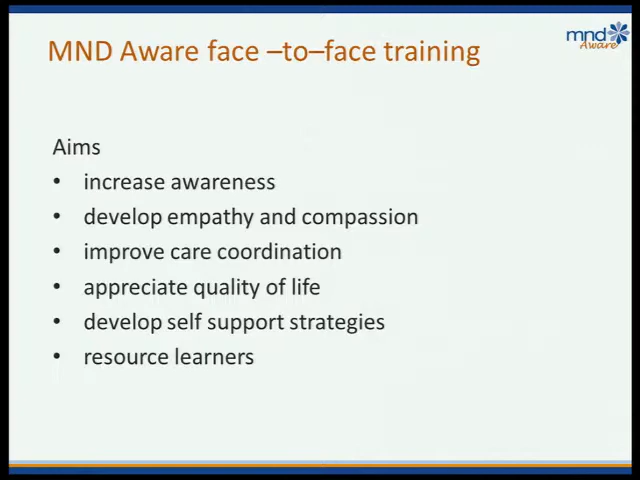 MND Aware face –to–face training
mnd
Aware
Aims
• increase awareness
• develop empathy and compassion
• improve care coordination
• appreciate quality of life
• develop self support strategies
• resource learners